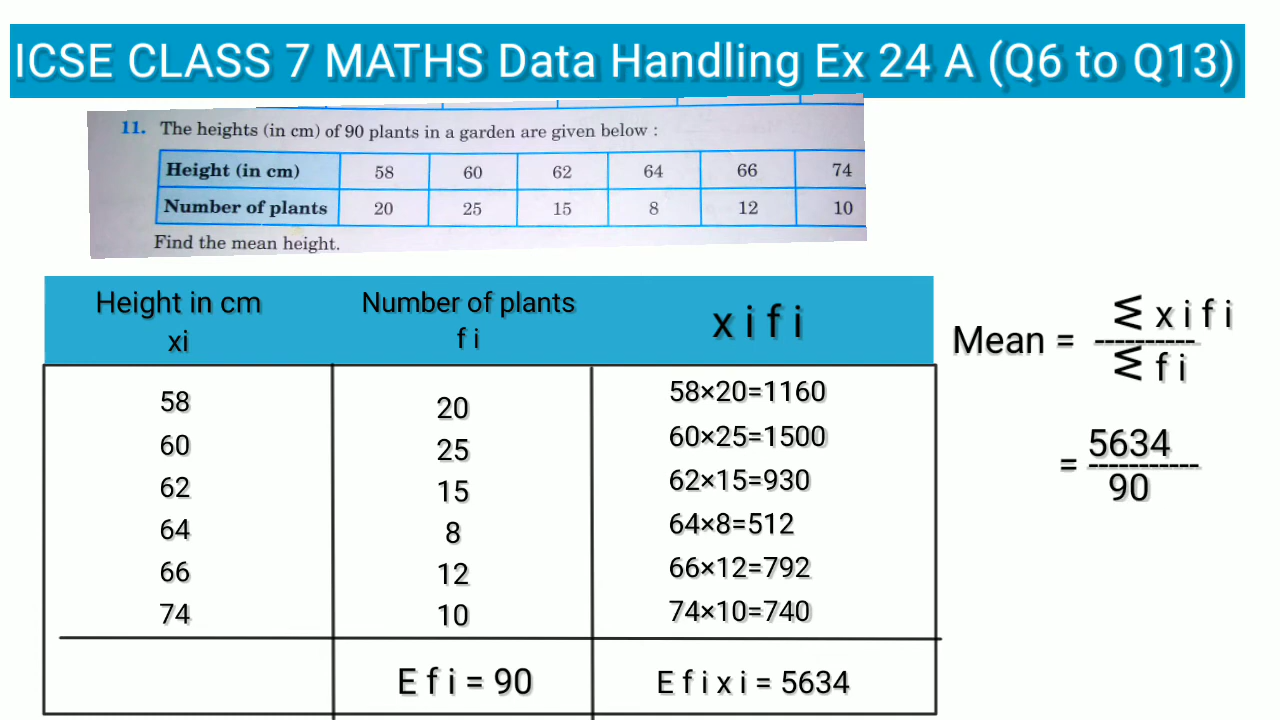 ICSE CLASS 7 MATHS Data Handling Ex 24 A (Q6 to Q13)
11. The heights (in cm) of 90 plants in a garden are given below :
Height (in cm) 58 60 62 64 66 74
Number of plants 20 25 15 8 12 10
Find the mean height.
Height in cm Number of plants x i f i
xi f i
58 20 58×20=1160
60 25 60×25=1500
62 15 62×15=930
64 8 64×8=512
66 12 66×12=792
74 10 74×10=740
E f i = 90 E f i x i = 5634
Mean = ⋚ x i f i
----------
⋚ f i
= 5634
-----------
90